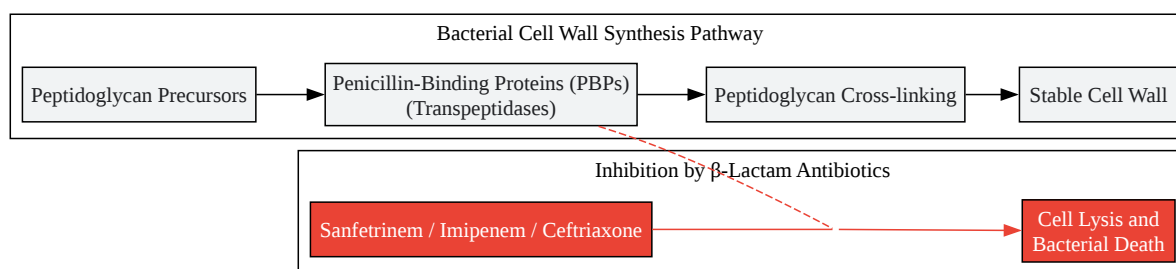 Bacterial Cell Wall Synthesis Pathway
Peptidoglycan Precursors
Penicillin-Binding Proteins (PBPs)
(Transpeptidases)
Peptidoglycan Cross-linking
Stable Cell Wall
Inhibition by β-Lactam Antibiotics
Sanfetrinem / Imipenem / Ceftriaxone
Cell Lysis and
Bacterial Death